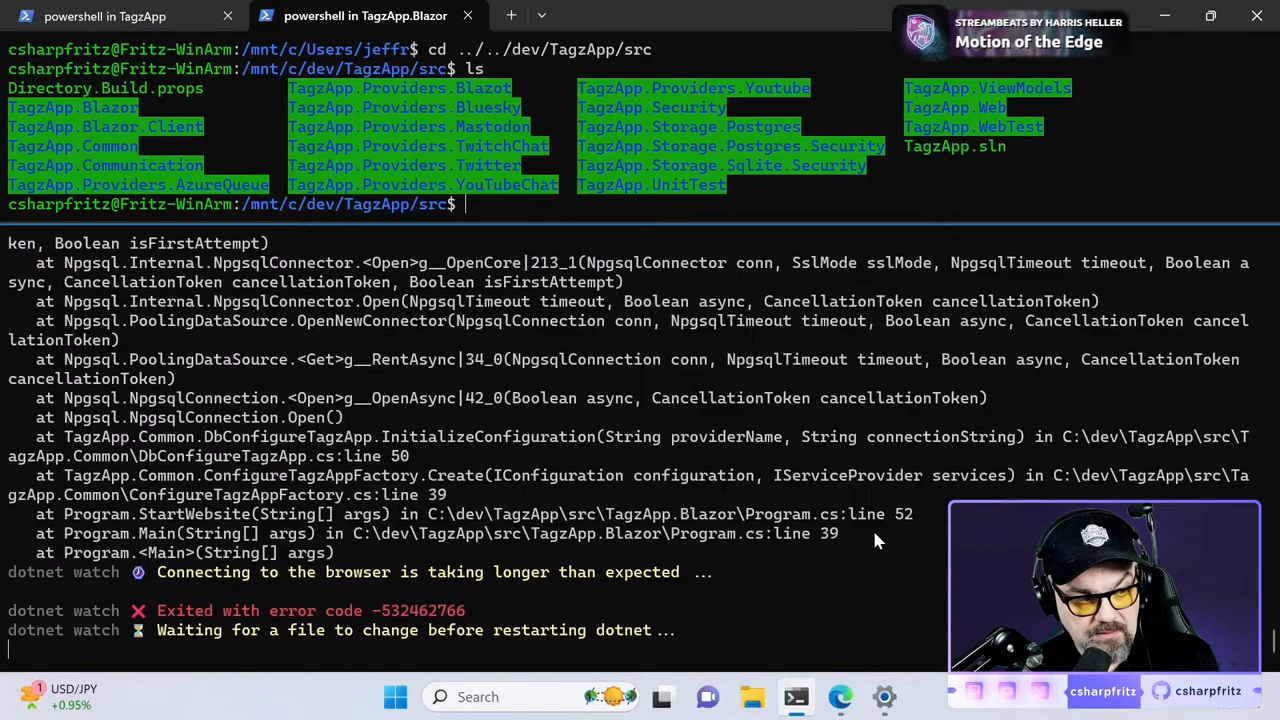 powershell in TagzApp
powershell in TagzApp.Blazor
STREAMBEATS BY HARRIS HELLER
Motion of the Edge
csharpfritz@Fritz-WinArm:/mnt/c/Users/jeffr$ cd ../../dev/TagzApp/src
csharpfritz@Fritz-WinArm:/mnt/c/dev/TagzApp/src$ ls
Directory.Build.props TagzApp.Providers.Blazot TagzApp.Providers.Youtube TagzApp.ViewModels
TagzApp.Blazor TagzApp.Providers.Bluesky TagzApp.Security TagzApp.Web
TagzApp.Blazor.Client TagzApp.Providers.Mastodon TagzApp.Storage.Postgres TagzApp.WebTest
TagzApp.Common TagzApp.Providers.TwitchChat TagzApp.Storage.Postgres.Security TagzApp.sln
TagzApp.Communication TagzApp.Providers.Twitter TagzApp.Storage.Sqlite.Security
TagzApp.Providers.AzureQueue TagzApp.Providers.YouTubeChat TagzApp.UnitTest
csharpfritz@Fritz-WinArm:/mnt/c/dev/TagzApp/src$
ken, Boolean isFirstAttempt)
at Npgsql.Internal.NpgsqlConnector.<Open>g__OpenCore|213_1(NpgsqlConnector conn, SslMode sslMode, NpgsqlTimeout timeout, Boolean a
sync, CancellationToken cancellationToken, Boolean isFirstAttempt)
at Npgsql.Internal.NpgsqlConnector.Open(NpgsqlTimeout timeout, Boolean async, CancellationToken cancellationToken)
at Npgsql.PoolingDataSource.OpenNewConnector(NpgsqlConnection conn, NpgsqlTimeout timeout, Boolean async, CancellationToken cancel
lationToken)
at Npgsql.PoolingDataSource.<Get>g__RentAsync|34_0(NpgsqlConnection conn, NpgsqlTimeout timeout, Boolean async, CancellationToken
cancellationToken)
at Npgsql.NpgsqlConnection.<Open>g__OpenAsync|42_0(Boolean async, CancellationToken cancellationToken)
at Npgsql.NpgsqlConnection.Open()
at TagzApp.Common.DbConfigureTagzApp.InitializeConfiguration(String providerName, String connectionString) in C:\dev\TagzApp\src\T
agzApp.Common\DbConfigureTagzApp.cs:line 50
at TagzApp.Common.ConfigureTagzAppFactory.Create(IConfiguration configuration, IServiceProvider services) in C:\dev\TagzApp\src\Ta
gzApp.Common\ConfigureTagzAppFactory.cs:line 39
at Program.StartWebsite(String[] args) in C:\dev\TagzApp\src\TagzApp.Blazor\Program.cs:line 52
at Program.Main(String[] args) in C:\dev\TagzApp\src\TagzApp.Blazor\Program.cs:line 39
at Program.<Main>(String[] args)
dotnet watch Connecting to the browser is taking longer than expected ...
dotnet watch ❌ Exited with error code -532462766
dotnet watch ⏳ Waiting for a file to change before restarting dotnet...
1
USD/JPY
+0.95%
Search
csharpfritz
csharpfritz